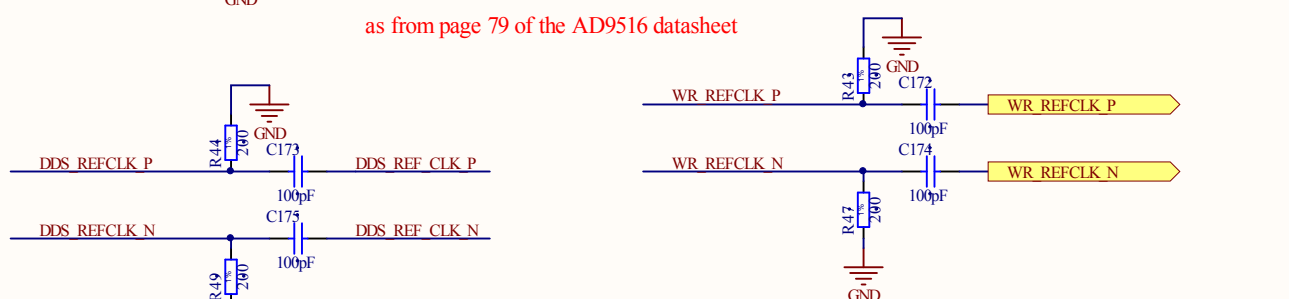 GND
as from page 79 of the AD9516 datasheet
GND
R43
1%
200
C172
WR_REFCLK_P
WR_REFCLK_P
100pF
GND
R44
1%
200
C173
DDS_REFCLK_P
DDS_REF_CLK_P
100pF
C174
WR_REFCLK_N
WR_REFCLK_N
100pF
R47
1%
200
C175
DDS_REFCLK_N
DDS_REF_CLK_N
100pF
R49
1%
200
GND